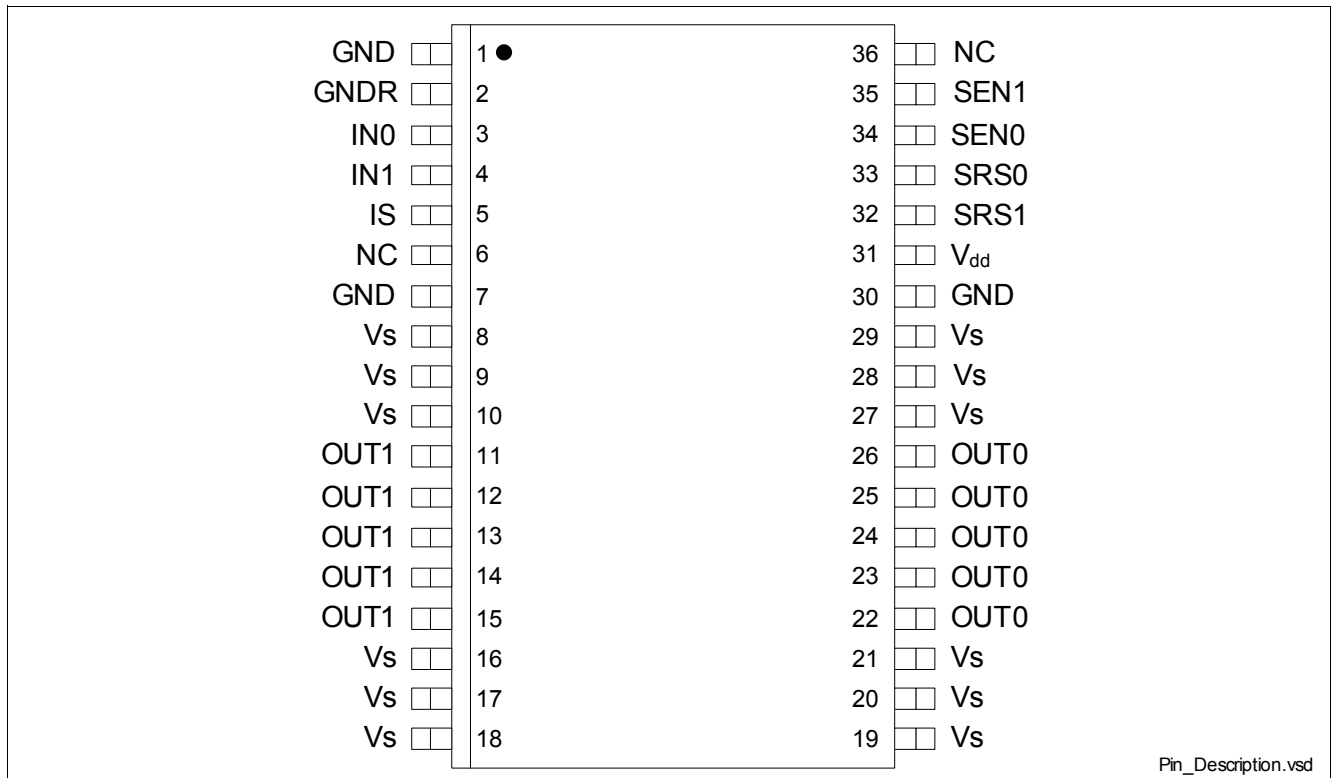 GND 1 36 NC
GNDR 2 35 SEN1
IN0 3 34 SEN0
IN1 4 33 SRS0
IS 5 32 SRS1
NC 6 31 Vdd
GND 7 30 GND
Vs 8 29 Vs
Vs 9 28 Vs
Vs 10 27 Vs
OUT1 11 26 OUT0
OUT1 12 25 OUT0
OUT1 13 24 OUT0
OUT1 14 23 OUT0
OUT1 15 22 OUT0
Vs 16 21 Vs
Vs 17 20 Vs
Vs 18 19 Vs
Pin_Description.vsd